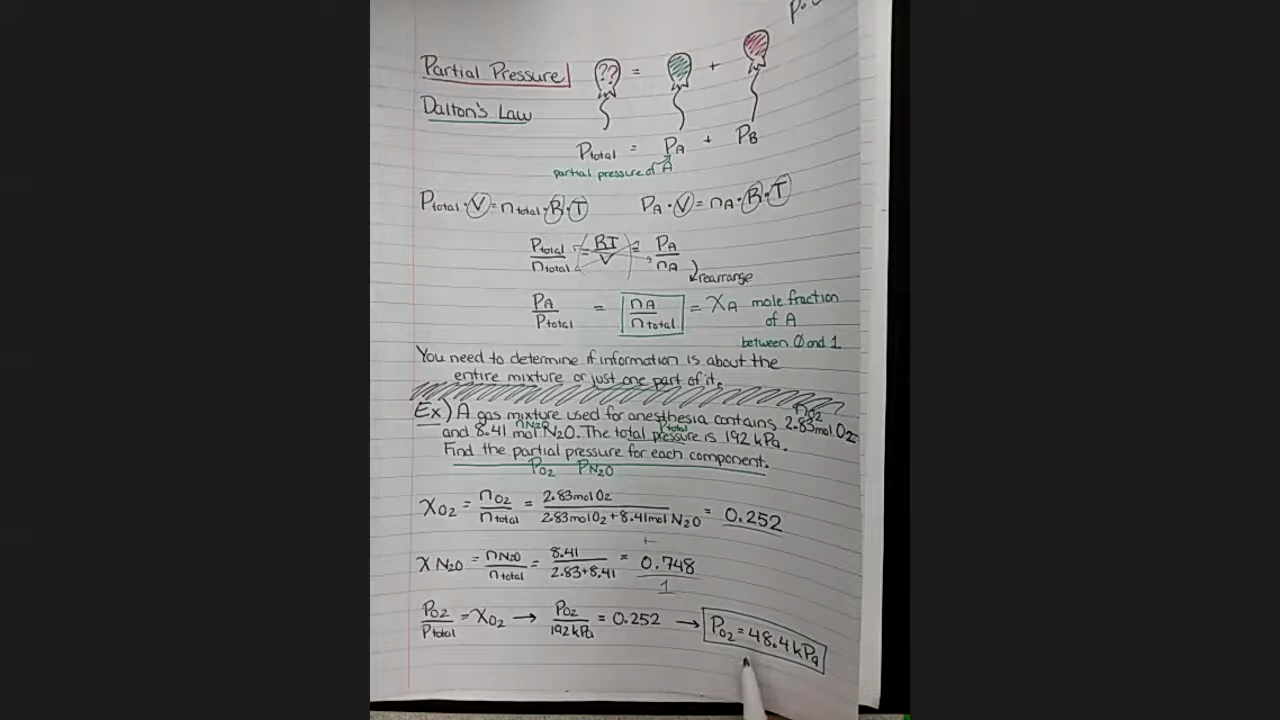 Partial Pressure
?? = +
Dalton's Law
Ptotal = PA + PB
partial pressure of A
Ptotal · V = ntotal · R · T    PA · V = nA · R · T
Ptotal/ntotal = (RT/V) = PA/nA
rearrange
PA/Ptotal = nA/ntotal = XA mole fraction
of A
between 0 and 1
You need to determine if information is about the
entire mixture or just one part of it.
nO2
Ex) A gas mixture used for anesthesia contains 2.83 mol O2
nN2O Ptotal
and 8.41 mol N2O. The total pressure is 192 kPa.
Find the partial pressure for each component.
PO2 PN2O
XO2 = nO2/ntotal = 2.83 mol O2/2.83 mol O2 + 8.41 mol N2O = 0.252
+
XN2O = nN2O/ntotal = 8.41/2.83+8.41 = 0.748
1
PO2/Ptotal = XO2 → PO2/192 kPa = 0.252 → PO2 = 48.4 kPa